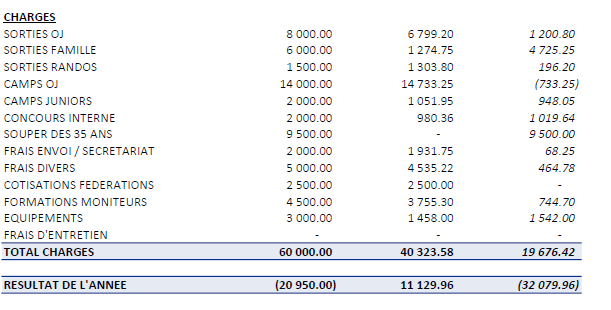 CHARGES
SORTIES OJ 8 000.00 6 799.20 1 200.80
SORTIES FAMILLE 6 000.00 1 274.75 4 725.25
SORTIES RANDOS 1 500.00 1 303.80 196.20
CAMPS OJ 14 000.00 14 733.25 (733.25)
CAMPS JUNIORS 2 000.00 1 051.95 948.05
CONCOURS INTERNE 2 000.00 980.36 1 019.64
SOUPER DES 35 ANS 9 500.00 - 9 500.00
FRAIS ENVOI / SECRETARIAT 2 000.00 1 931.75 68.25
FRAIS DIVERS 5 000.00 4 535.22 464.78
COTISATIONS FEDERATIONS 2 500.00 2 500.00 -
FORMATIONS MONITEURS 4 500.00 3 755.30 744.70
EQUIPEMENTS 3 000.00 1 458.00 1 542.00
FRAIS D'ENTRETIEN - - -
TOTAL CHARGES 60 000.00 40 323.58 19 676.42
RESULTAT DE L'ANNEE (20 950.00) 11 129.96 (32 079.96)